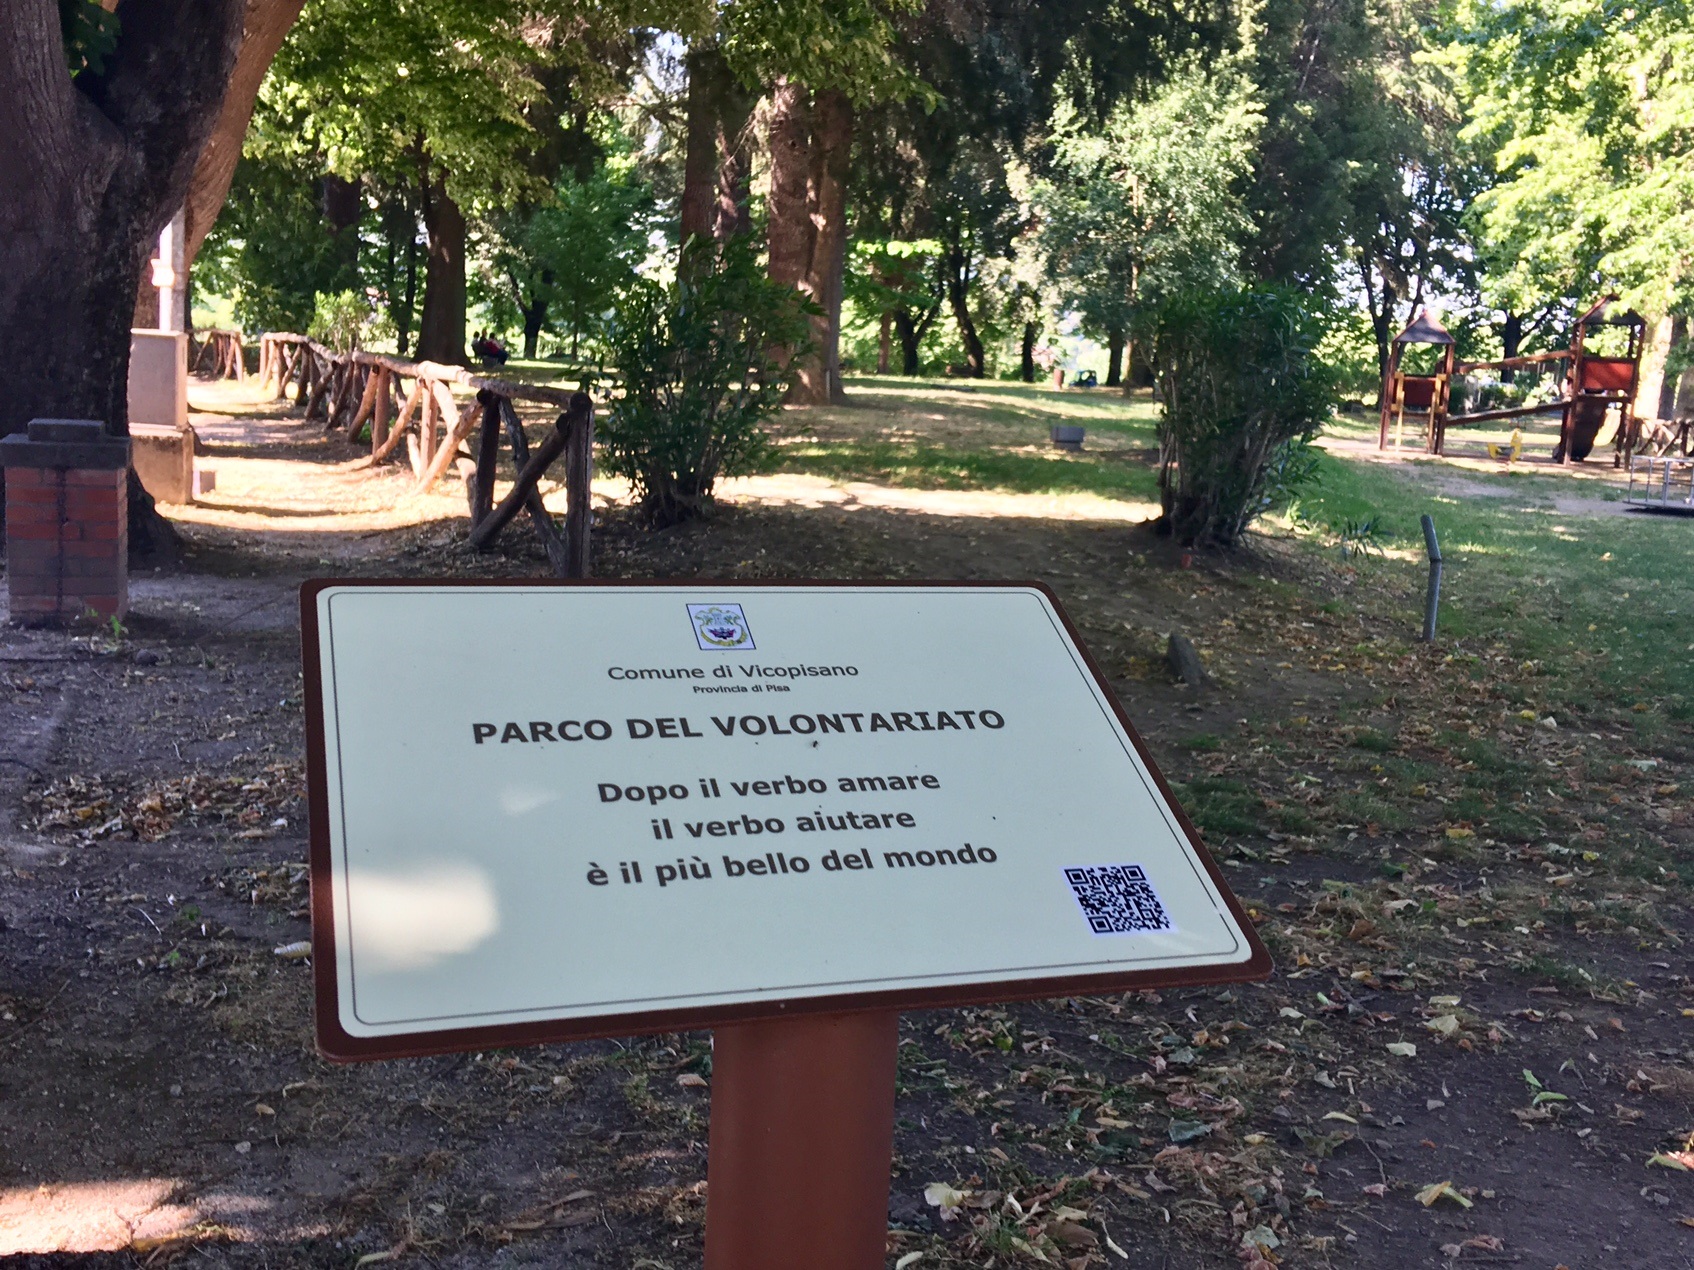 Comune di Vicopisano
Provincia di Pisa
PARCO DEL VOLONTARIATO
Dopo il verbo amare
il verbo aiutare
è il più bello del mondo